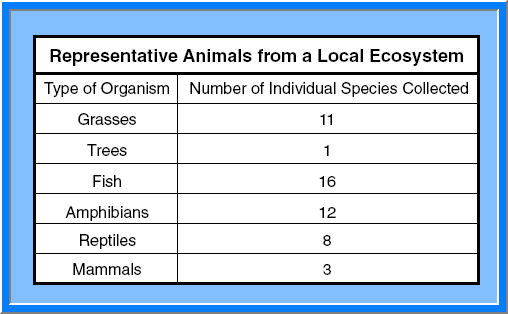 Representative Animals from a Local Ecosystem
Type of Organism Number of Individual Species Collected
Grasses 11
Trees 1
Fish 16
Amphibians 12
Reptiles 8
Mammals 3